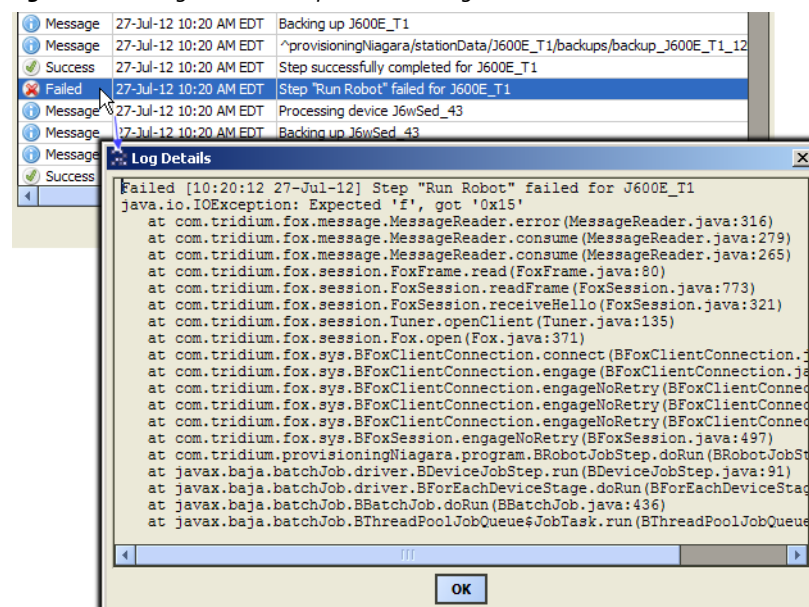 Message 27-Jul-12 10:20 AM EDT Backing up J600E_T1
Message 27-Jul-12 10:20 AM EDT ^provisioningNiagara/stationData/J600E_T1/backups/backup_J600E_T1_12
Success 27-Jul-12 10:20 AM EDT Step successfully completed for J600E_T1
Failed 27-Jul-12 10:20 AM EDT Step "Run Robot" failed for J600E_T1
Message 27-Jul-12 10:20 AM EDT Processing device J6wSed_43
Message 27-Jul-12 10:20 AM EDT Backing up J6wSed_43
Message
Success
Log Details
Failed [10:20:12 27-Jul-12] Step "Run Robot" failed for J600E_T1
java.io.IOException: Expected 'f', got '0x15'
at com.tridium.fox.message.MessageReader.error(MessageReader.java:316)
at com.tridium.fox.message.MessageReader.consume(MessageReader.java:279)
at com.tridium.fox.message.MessageReader.consume(MessageReader.java:265)
at com.tridium.fox.session.FoxFrame.read(FoxFrame.java:80)
at com.tridium.fox.session.FoxSession.readFrame(FoxSession.java:773)
at com.tridium.fox.session.FoxSession.receiveHello(FoxSession.java:321)
at com.tridium.fox.session.Tuner.openClient(Tuner.java:135)
at com.tridium.fox.session.Fox.open(Fox.java:371)
at com.tridium.fox.sys.BFoxClientConnection.connect(BFoxClientConnection.j
at com.tridium.fox.sys.BFoxClientConnection.engage(BFoxClientConnection.ja
at com.tridium.fox.sys.BFoxClientConnection.engageNoRetry(BFoxClientConnec
at com.tridium.fox.sys.BFoxClientConnection.engageNoRetry(BFoxClientConnec
at com.tridium.fox.sys.BFoxClientConnection.engageNoRetry(BFoxClientConnec
at com.tridium.fox.sys.BFoxSession.engageNoRetry(BFoxSession.java:497)
at com.tridium.provisioningNiagara.program.BRobotJobStep.doRun(BRobotJobSt
at javax.baja.batchJob.driver.BDeviceJobStep.run(BDeviceJobStep.java:91)
at javax.baja.batchJob.driver.BForEachDeviceStage.doRun(BForEachDeviceStag
at javax.baja.batchJob.BBatchJob.doRun(BBatchJob.java:436)
at javax.baja.batchJob.BThreadPoolJobQueue$JobTask.run(BThreadPoolJobQueue
OK